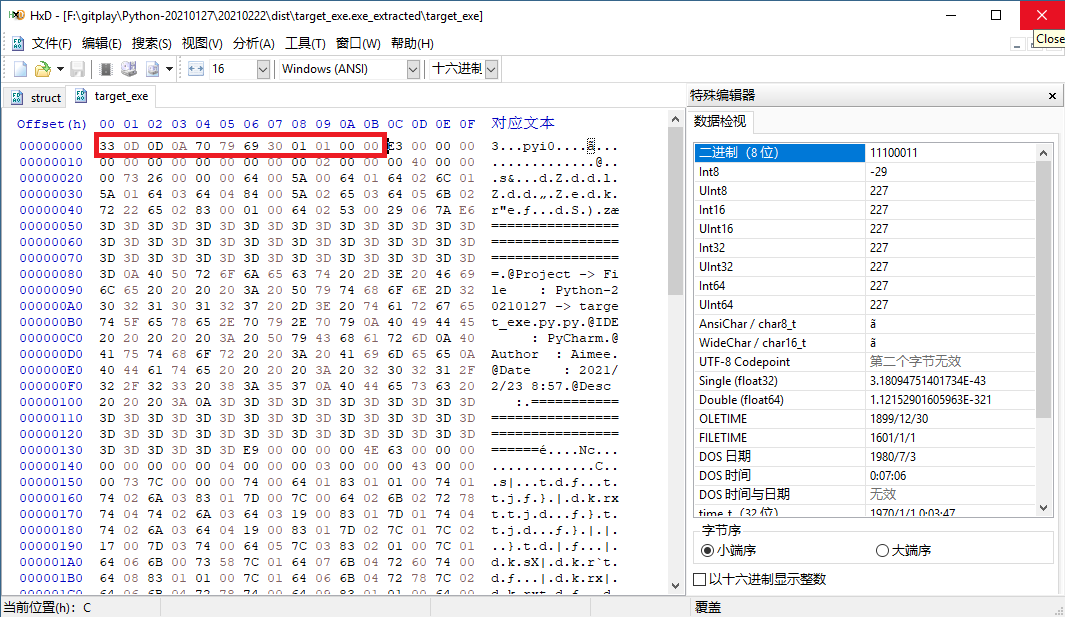 HxD - [F:\gitplay\Python-20210127\20210222\dist\target_exe.exe_extracted\target_exe]
Close
文件(F) 编辑(E) 搜索(S) 视图(V) 分析(A) 工具(T) 窗口(W) 帮助(H)
16 Windows (ANSI) 十六进制
struct target_exe
Offset(h) 00 01 02 03 04 05 06 07 08 09 0A 0B 0C 0D 0E 0F 对应文本
00000000 33 0D 0D 0A 70 79 69 30 01 01 00 00 E3 00 00 00 3...pyi0....ã...
00000010 00 00 00 00 00 00 00 00 00 02 00 00 00 40 00 00 .............@..
00000020 00 73 26 00 00 00 64 00 5A 00 64 01 64 02 6C 01 .s&...d.Z.d.d.l.
00000030 5A 01 64 03 64 04 84 00 5A 02 65 03 64 05 6B 02 Z.d.d.„.Z.e.d.k.
00000040 72 22 65 02 83 00 01 00 64 02 53 00 29 06 7A E6 r"e.ƒ...d.S.).zæ
00000050 3D 3D 3D 3D 3D 3D 3D 3D 3D 3D 3D 3D 3D 3D 3D 3D ================
00000060 3D 3D 3D 3D 3D 3D 3D 3D 3D 3D 3D 3D 3D 3D 3D 3D ================
00000070 3D 3D 3D 3D 3D 3D 3D 3D 3D 3D 3D 3D 3D 3D 3D 3D ================
00000080 3D 0A 40 50 72 6F 6A 65 63 74 20 2D 3E 20 46 69 =.@Project -> Fi
00000090 6C 65 20 20 20 20 3A 20 50 79 74 68 6F 6E 2D 32 le    : Python-2
000000A0 30 32 31 30 31 32 37 20 2D 3E 20 74 61 72 67 65 0210127 -> targe
000000B0 74 5F 65 78 65 2E 70 79 2E 70 79 0A 40 49 44 45 t_exe.py.py.@IDE
000000C0 20 20 20 20 3A 20 50 79 43 68 61 72 6D 0A 40     : PyCharm.@
000000D0 41 75 74 68 6F 72 20 20 3A 20 41 69 6D 65 65 0A Author  : Aimee.
000000E0 40 44 61 74 65 20 20 20 20 3A 20 32 30 32 31 2F @Date    : 2021/
000000F0 32 2F 32 33 20 38 3A 35 37 0A 40 44 65 73 63 20 2/23 8:57.@Desc 
00000100 20 20 20 3A 0A 3D 3D 3D 3D 3D 3D 3D 3D 3D 3D 3D    :.===========
00000110 3D 3D 3D 3D 3D 3D 3D 3D 3D 3D 3D 3D 3D 3D 3D 3D ================
00000120 3D 3D 3D 3D 3D 3D 3D 3D 3D 3D 3D 3D 3D 3D 3D 3D ================
00000130 3D 3D 3D 3D 3D 3D E9 00 00 00 00 4E 63 00 00 00 ======é....Nc...
00000140 00 00 00 00 00 04 00 00 00 03 00 00 00 43 00 00 .............C..
00000150 00 73 7C 00 00 00 74 00 64 01 83 01 01 00 74 01 .s|...t.d.ƒ...t.
00000160 74 02 6A 03 83 01 7D 00 7C 00 64 02 6B 02 72 78 t.j.ƒ.}.|.d.k.rx
00000170 74 04 74 02 6A 03 64 03 19 00 83 01 7D 01 74 04 t.t.j.d...ƒ.}.t.
00000180 74 02 6A 03 64 04 19 00 83 01 7D 02 7C 01 7C 02 t.j.d...ƒ.}.|.|.
00000190 17 00 7D 03 74 00 64 05 7C 03 83 02 01 00 7C 01 ..}.t.d.|.ƒ...|.
000001A0 64 06 6B 00 73 58 7C 01 64 07 6B 04 72 60 74 00 d.k.sX|.d.k.r`t.
000001B0 64 08 83 01 01 00 7C 01 64 06 6B 04 72 78 7C 02 d.ƒ...|.d.k.rx|.
000001C0 64 06 6B 04 72 78 74 00 64 09 83 01 01 00 64 00 d.k.rxt.d.ƒ...d.
特殊编辑器
数据检视
二进制（8 位） 11100011
Int8 -29
UInt8 227
Int16 227
UInt16 227
Int32 227
UInt32 227
Int64 227
UInt64 227
AnsiChar / char8_t ã
WideChar / char16_t ã
UTF-8 Codepoint 第二个字节无效
Single (float32) 3.18094751401734E-43
Double (float64) 1.12152901605963E-321
OLETIME 1899/12/30
FILETIME 1601/1/1
DOS 日期 1980/7/3
DOS 时间 0:07:06
DOS 时间与日期 无效
time_t（32 位） 1970/1/1 0:03:47
字节序
小端序 大端序
以十六进制显示整数
当前位置(h): C 覆盖